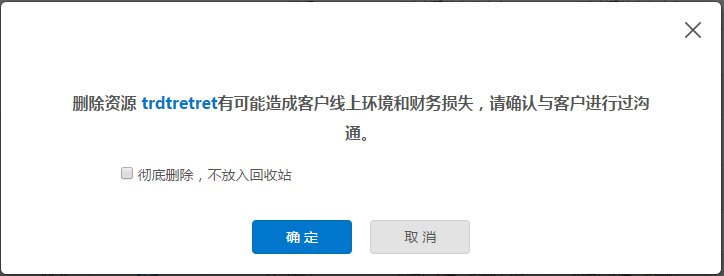 删除资源 trdtretret有可能造成客户线上环境和财务损失，请确认与客户进行过沟
通。
彻底删除，不放入回收站
确 定
取 消